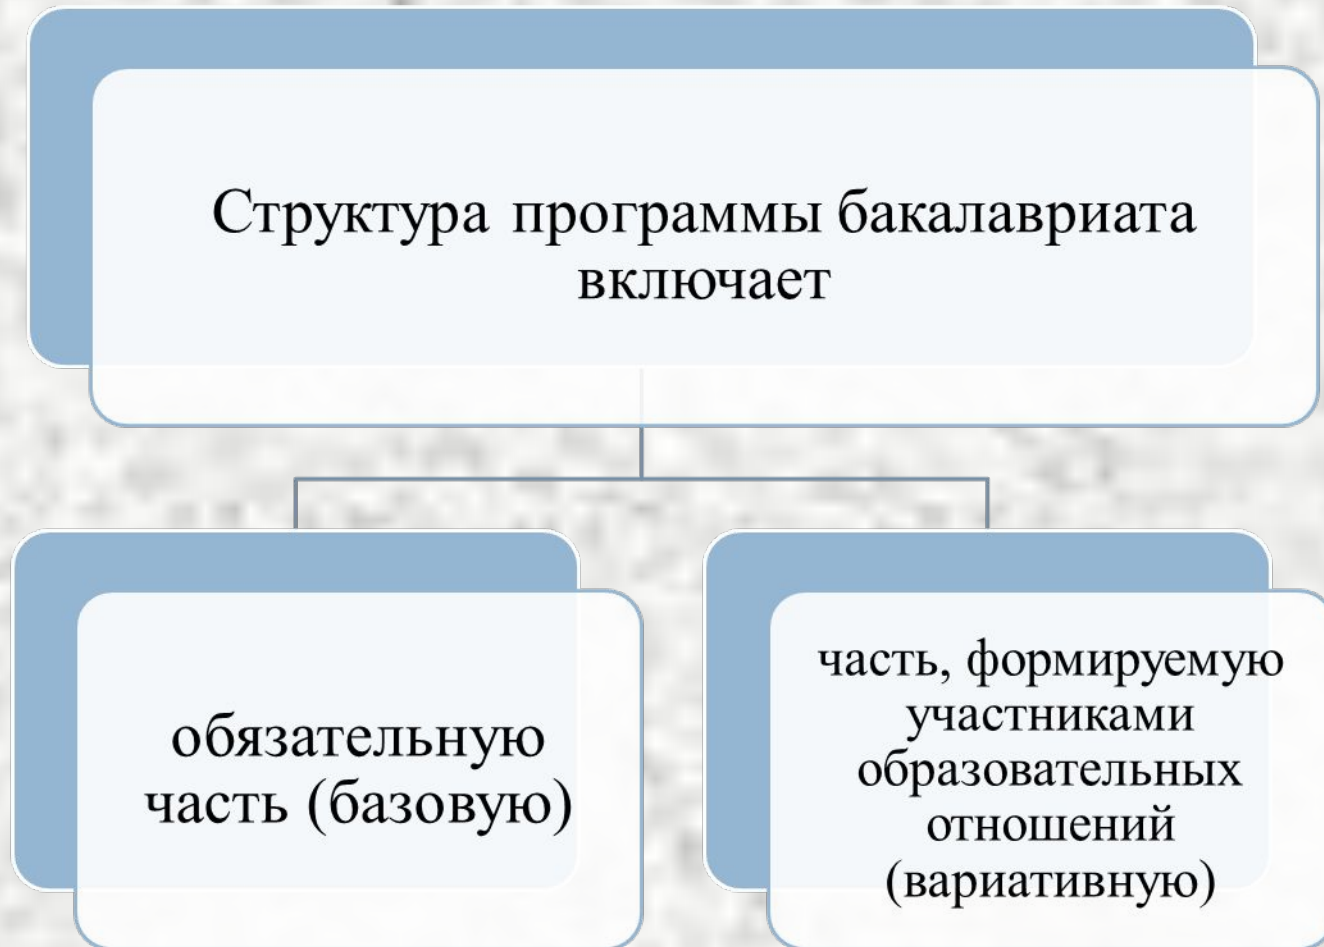 Структура программы бакалавриата
включает
обязательную
часть (базовую)
часть, формируемую
участниками
образовательных
отношений
(вариативную)